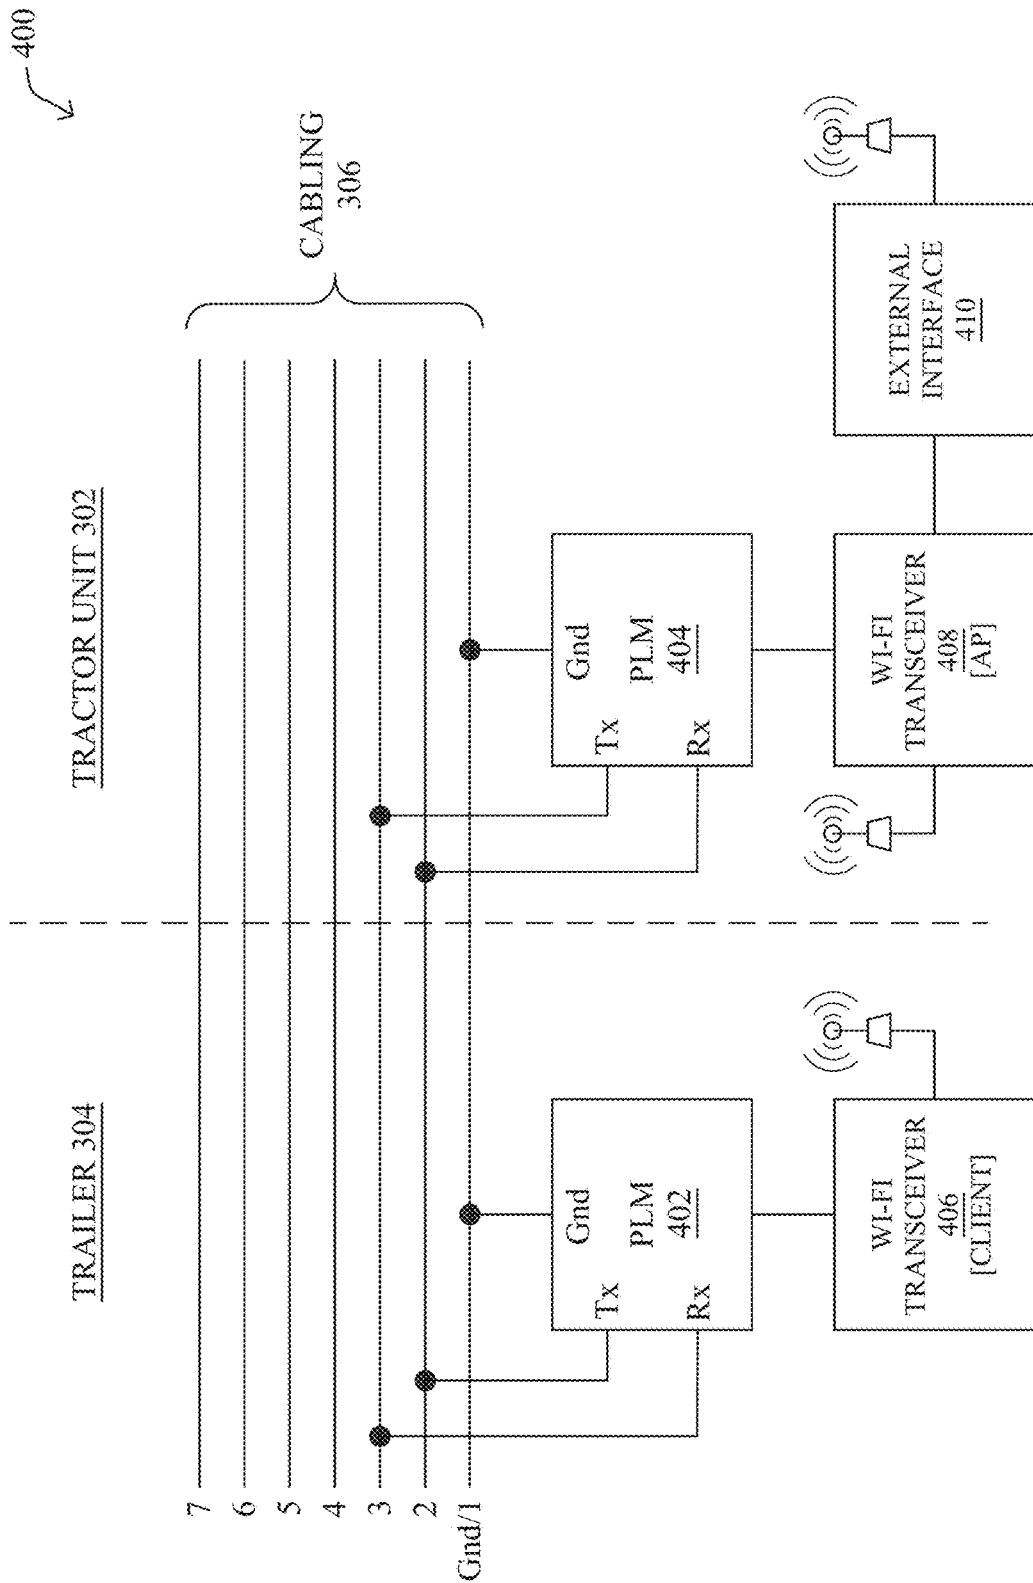 400
TRAILER 304
TRACTOR UNIT 302
CABLING
306
7
6
5
4
3
2
Gnd/1
Tx
Gnd
PLM
402
Rx
Tx
Gnd
PLM
404
Rx
WI-FI
TRANSCEIVER
406
[CLIENT]
WI-FI
TRANSCEIVER
408
[AP]
EXTERNAL
INTERFACE
410